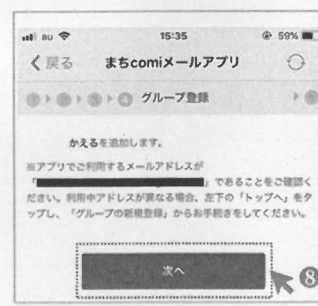 au 15:35 59%
戻る まちcomiメールアプリ
1 2 3 4 グループ登録
かえるを追加します。
※アプリでご利用するメールアドレスが
「 」であることをご確認く
ださい。利用中アドレスが異なる場合、左下の「トップへ」をタ
ップし、「グループの新規登録」からお手続きをしてください。
次へ
8